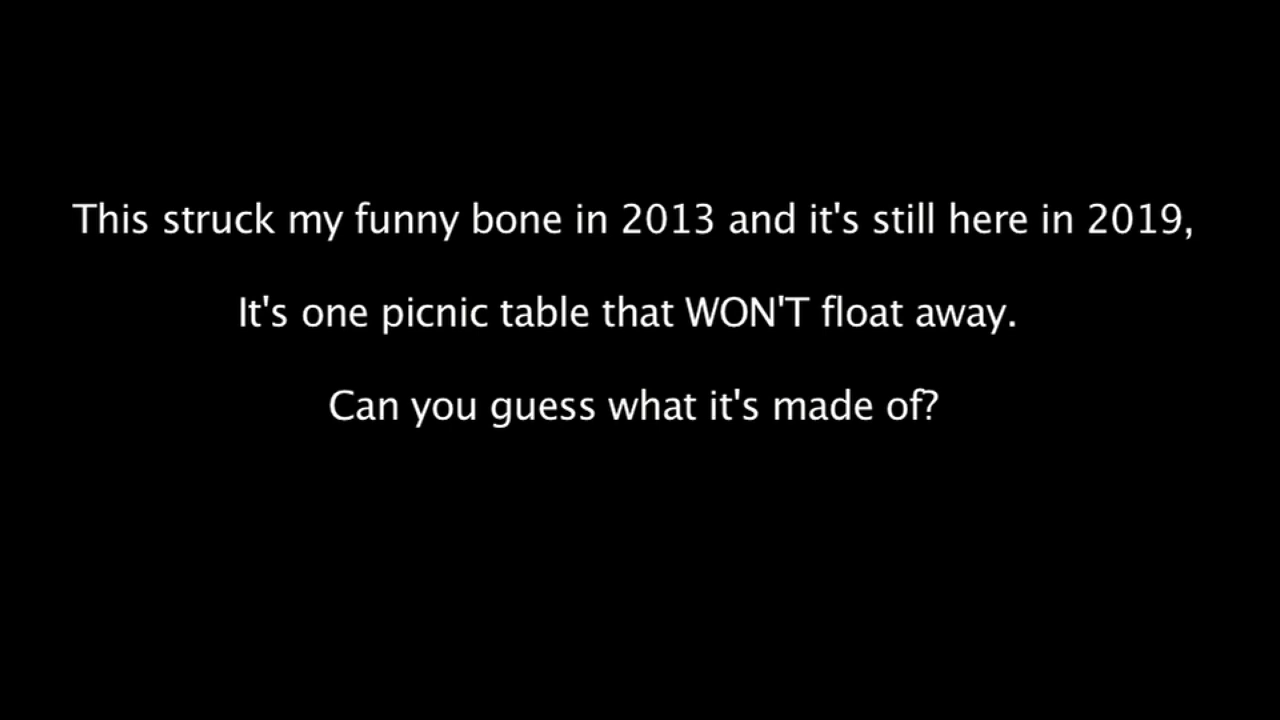 This struck my funny bone in 2013 and it's still here in 2019,
It's one picnic table that WON'T float away.
Can you guess what it's made of?